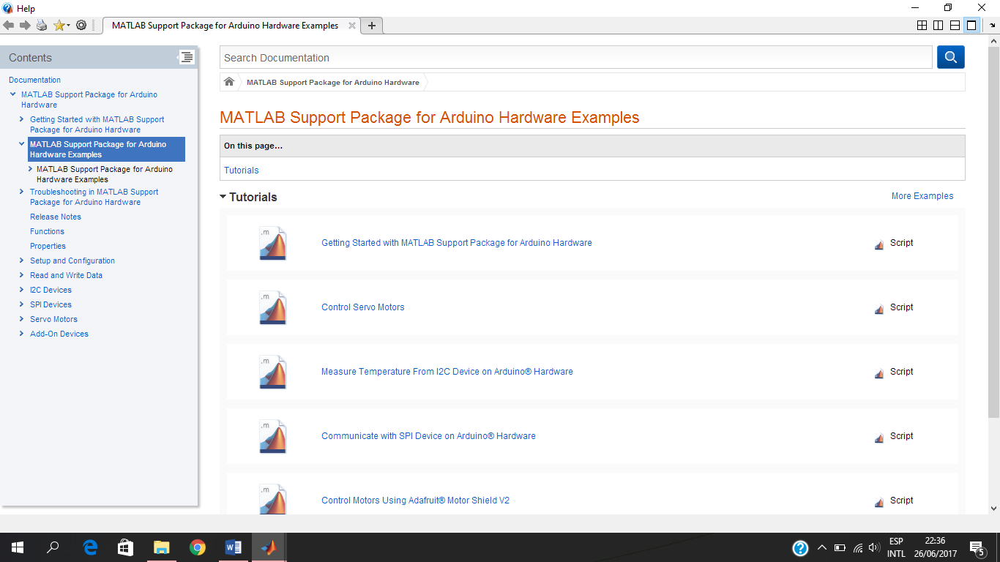 Help
MATLAB Support Package for Arduino Hardware Examples
Contents
Documentation
MATLAB Support Package for Arduino
Hardware
Getting Started with MATLAB Support
Package for Arduino Hardware
MATLAB Support Package for Arduino
Hardware Examples
MATLAB Support Package for Arduino
Hardware Examples
Troubleshooting in MATLAB Support
Package for Arduino Hardware
Release Notes
Functions
Properties
Setup and Configuration
Read and Write Data
I2C Devices
SPI Devices
Servo Motors
Add-On Devices
Search Documentation
MATLAB Support Package for Arduino Hardware
MATLAB Support Package for Arduino Hardware Examples
On this page...
Tutorials
Tutorials
More Examples
.m
Getting Started with MATLAB Support Package for Arduino Hardware
Script
.m
Control Servo Motors
Script
.m
Measure Temperature From I2C Device on Arduino® Hardware
Script
.m
Communicate with SPI Device on Arduino® Hardware
Script
.m
Control Motors Using Adafruit® Motor Shield V2
Script
ESP
INTL
22:36
26/06/2017
5